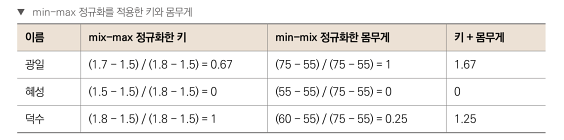 ▼ min-max 정규화를 적용한 키와 몸무게
이름 mix-max 정규화한 키 min-mix 정규화한 몸무게 키 + 몸무게
광일 (1.7 - 1.5) / (1.8 - 1.5) = 0.67 (75 - 55) / (75 - 55) = 1 1.67
혜성 (1.5 - 1.5) / (1.8 - 1.5) = 0 (55 - 55) / (75 - 55) = 0 0
덕수 (1.8 - 1.5) / (1.8 - 1.5) = 1 (60 - 55) / (75 - 55) = 0.25 1.25